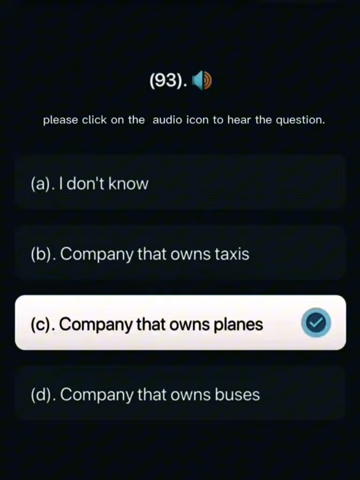 (93).
please click on the audio icon to hear the question.
(a). I don't know
(b). Company that owns taxis
(c). Company that owns planes
(d). Company that owns buses